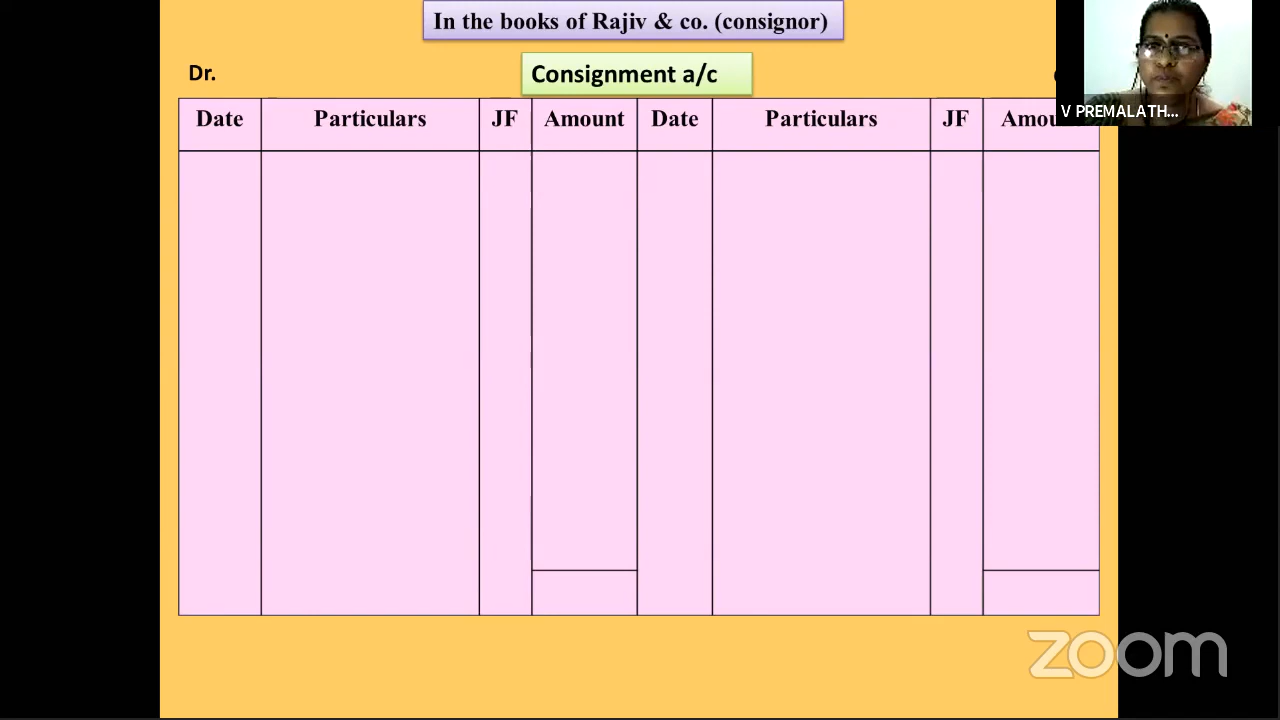 In the books of Rajiv & co. (consignor)
Dr.
Consignment a/c
V PREMALATH...
Date Particulars JF Amount Date Particulars JF
zoom